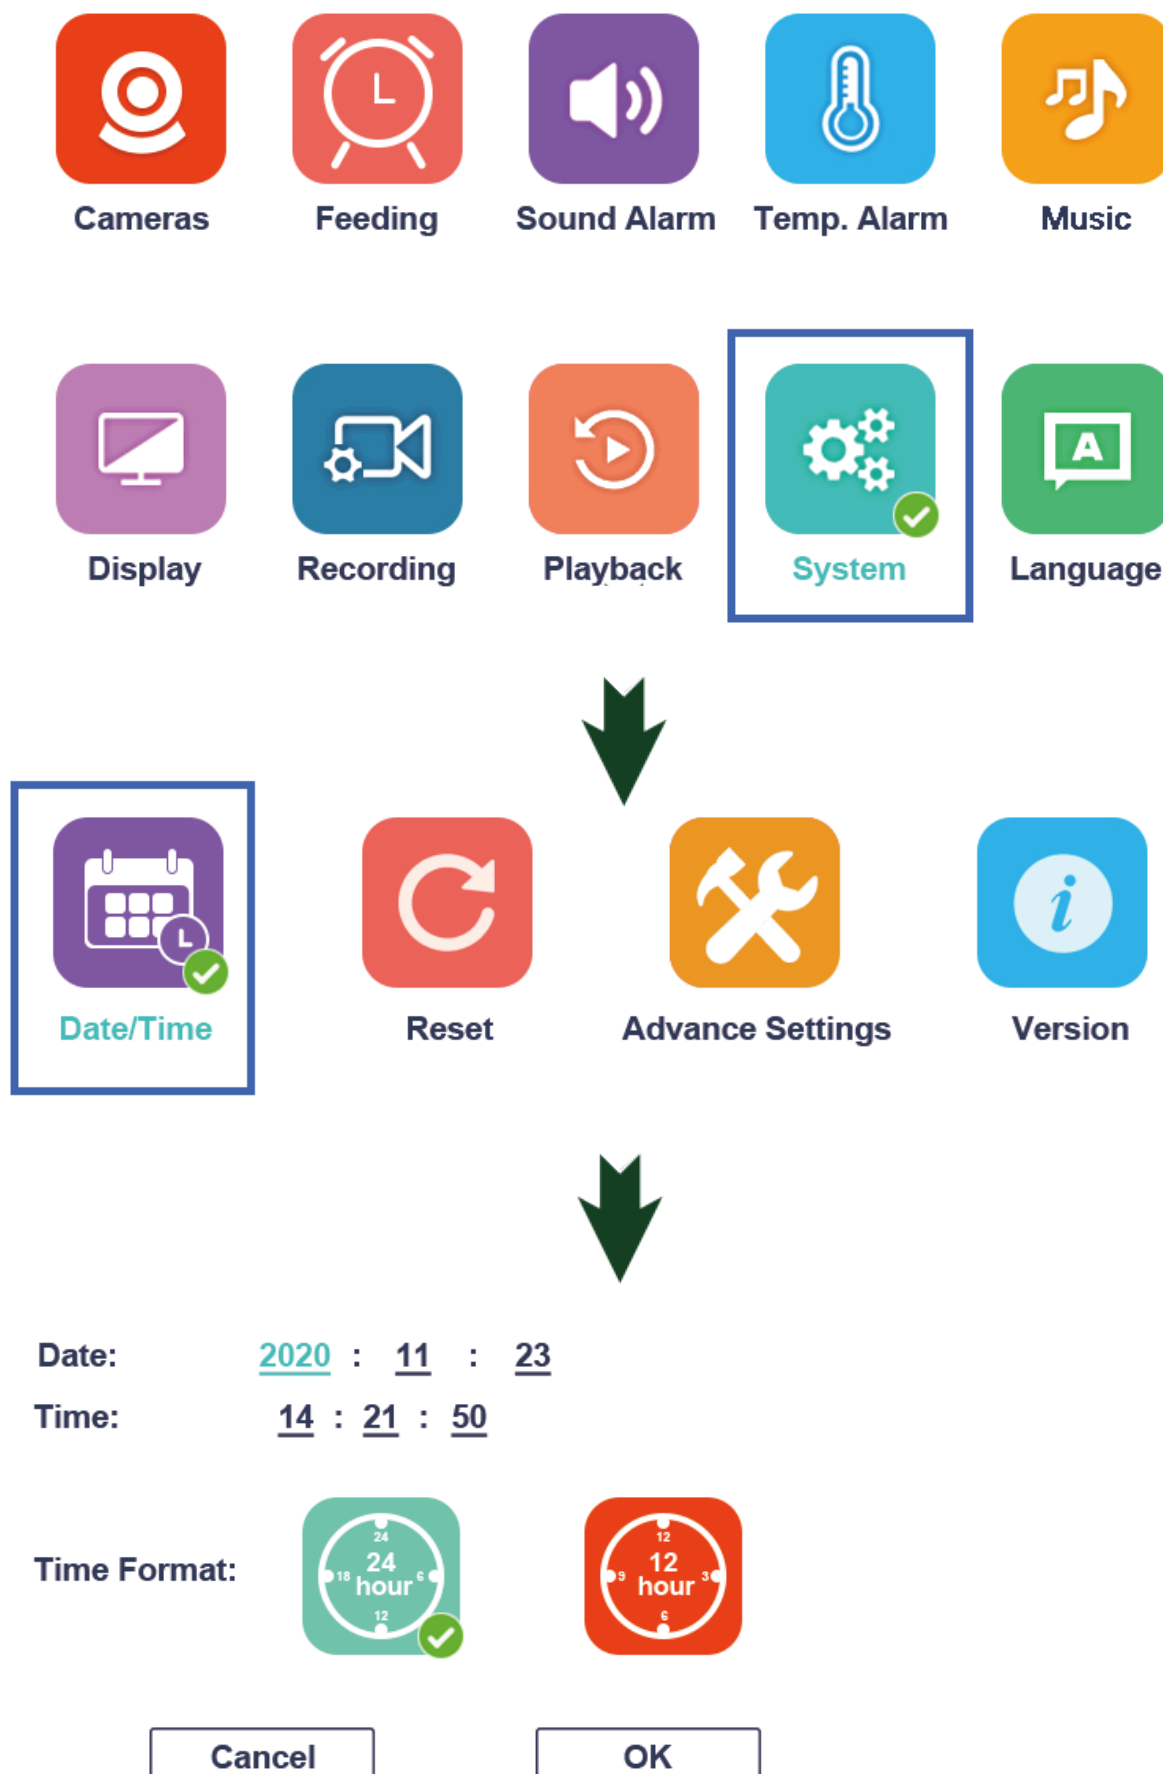 Cameras Feeding Sound Alarm Temp. Alarm Music
A
Display Recording Playback System Language
i
Date/Time Reset Advance Settings Version
Date: 2020 : 11 : 23
Time: 14 : 21 : 50
24 12
24 12
18 hour 6 9 hour 3
12 6
Time Format:
Cancel OK